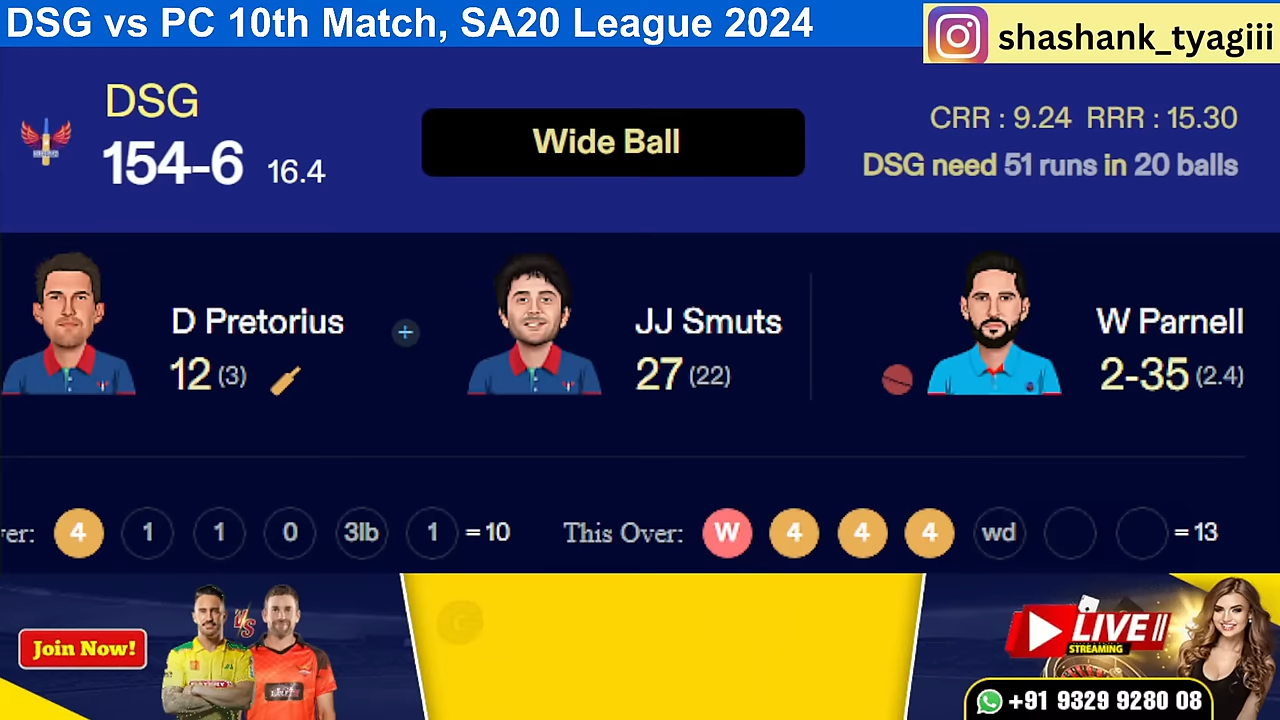 DSG vs PC 10th Match, SA20 League 2024
shashank_tyagiii
DSG
154-6 16.4
Wide Ball
CRR : 9.24 RRR : 15.30
DSG need 51 runs in 20 balls
D Pretorius
12 (3)
+
JJ Smuts
27 (22)
W Parnell
2-35 (2.4)
ver: 4 1 1 0 3lb 1 = 10
This Over: W 4 4 4 wd = 13
Join Now!
VS
LIVE
STREAMING
+91 9329 9280 08